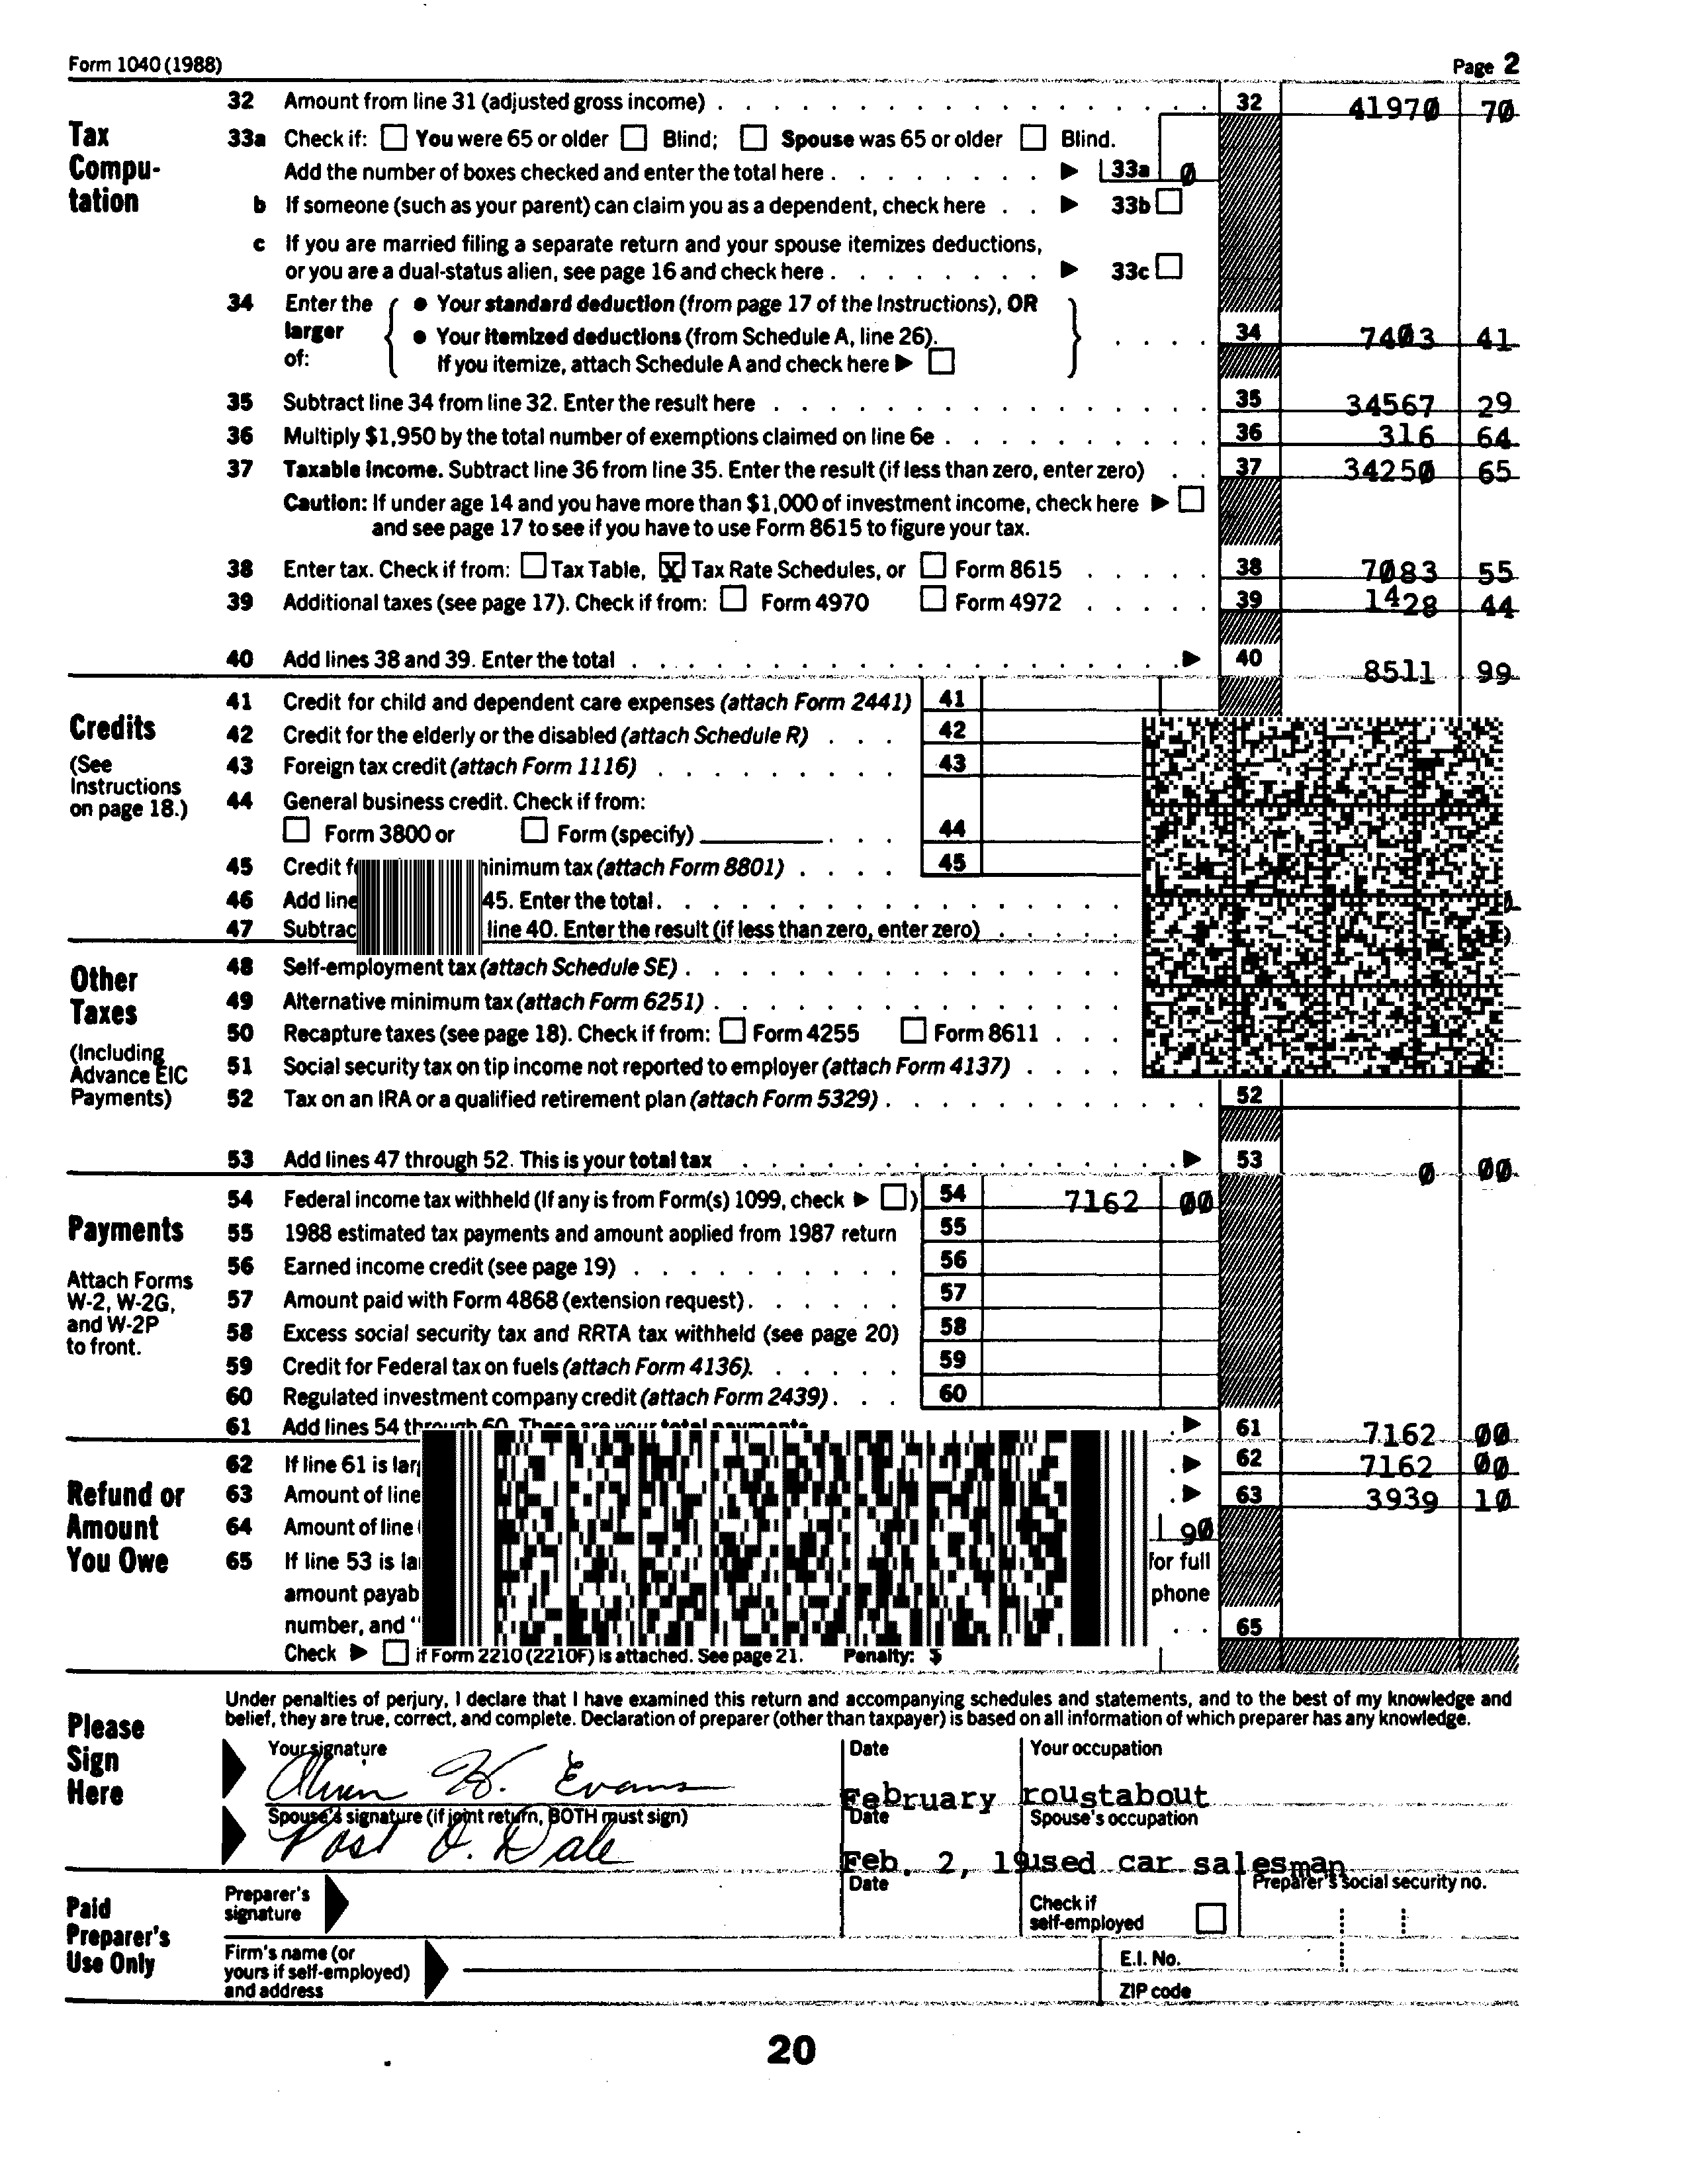 Form 1040 (1988) Page 2
32 Amount from line 31 (adjusted gross income) 32 41970 70
Tax Compu- tation
33a Check if: You were 65 or older Blind; Spouse was 65 or older Blind.
Add the number of boxes checked and enter the total here 33a 0
b If someone (such as your parent) can claim you as a dependent, check here 33b
c If you are married filing a separate return and your spouse itemizes deductions,
or you are a dual-status alien, see page 16 and check here 33c
34 Enter the larger of: { • Your standard deduction (from page 17 of the Instructions), OR
• Your itemized deductions (from Schedule A, line 26). } 34 7403 41
If you itemize, attach Schedule A and check here
35 Subtract line 34 from line 32. Enter the result here 35 34567 29
36 Multiply $1,950 by the total number of exemptions claimed on line 6e 36 316 64
37 Taxable income. Subtract line 36 from line 35. Enter the result (if less than zero, enter zero) 37 34250 65
Caution: If under age 14 and you have more than $1,000 of investment income, check here
and see page 17 to see if you have to use Form 8615 to figure your tax.
38 Enter tax. Check if from: Tax Table, X Tax Rate Schedules, or Form 8615 38 7083 55
39 Additional taxes (see page 17). Check if from: Form 4970 Form 4972 39 1428 44
40 Add lines 38 and 39. Enter the total 40 8511 99
Credits
(See Instructions on page 18.)
41 Credit for child and dependent care expenses (attach Form 2441) 41
42 Credit for the elderly or the disabled (attach Schedule R) 42
43 Foreign tax credit (attach Form 1116) 43
44 General business credit. Check if from:
Form 3800 or Form (specify) 44
45 Credit minimum tax (attach Form 8801) 45
46 Add line 45. Enter the total.
47 Subtrac line 40. Enter the result (if less than zero, enter zero)
Other Taxes
(Including Advance EIC Payments)
48 Self-employment tax (attach Schedule SE)
49 Alternative minimum tax (attach Form 6251)
50 Recapture taxes (see page 18). Check if from: Form 4255 Form 8611
51 Social security tax on tip income not reported to employer (attach Form 4137)
52 Tax on an IRA or a qualified retirement plan (attach Form 5329) 52
53 Add lines 47 through 52. This is your total tax 53 0 00
Payments
Attach Forms W-2, W-2G, and W-2P to front.
54 Federal income tax withheld (If any is from Form(s) 1099, check ) 54 7162 00
55 1988 estimated tax payments and amount applied from 1987 return 55
56 Earned income credit (see page 19) 56
57 Amount paid with Form 4868 (extension request) 57
58 Excess social security tax and RRTA tax withheld (see page 20) 58
59 Credit for Federal tax on fuels (attach Form 4136). 59
60 Regulated investment company credit (attach Form 2439) 60
61 Add lines 54 through 60. These are your total payments 61 7162 00
Refund or Amount You Owe
62 If line 61 is 62 7162 00
63 Amount of line 63 3939 10
64 Amount of line 90
65 If line 53 is for full
amount phone
number, and 65
Check if Form 2210 (2210F) is attached. See page 21. Penalty: $
Please Sign Here
Under penalties of perjury, I declare that I have examined this return and accompanying schedules and statements, and to the best of my knowledge and
belief, they are true, correct, and complete. Declaration of preparer (other than taxpayer) is based on all information of which preparer has any knowledge.
Your signature Date Your occupation
H. Evans February roustabout
Spouse's signature (if joint return, BOTH must sign) Date Spouse's occupation
O. Dale Feb. 2, 19 used car salesman
Paid Preparer's Use Only
Preparer's signature Date Check if self-employed Preparer's social security no.
Firm's name (or yours if self-employed) and address E.I. No.
ZIP code
20